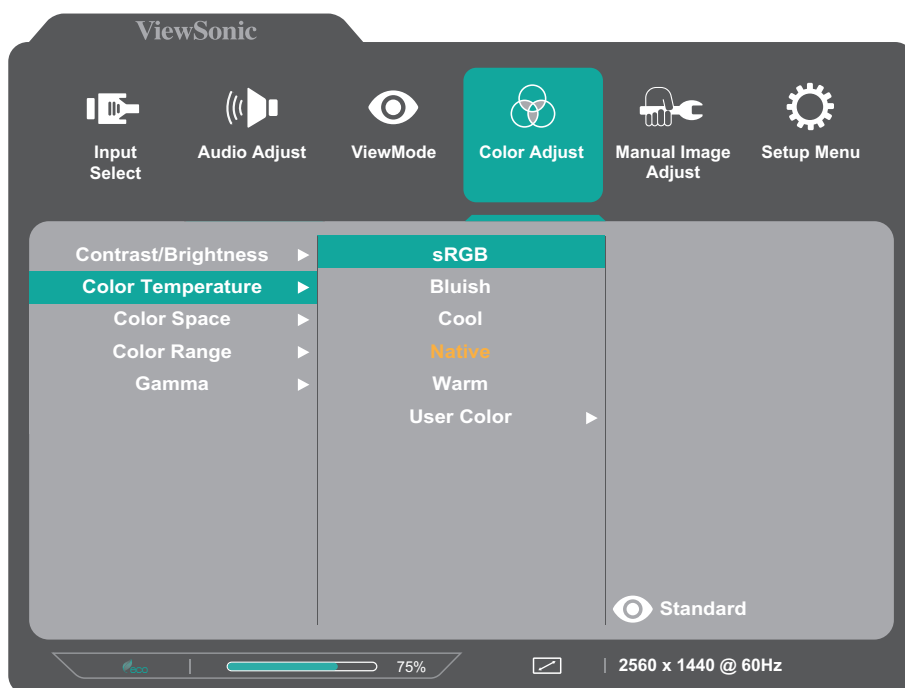 ViewSonic
Input
Select
Audio Adjust
ViewMode
Color Adjust
Manual Image
Adjust
Setup Menu
Contrast/Brightness
Color Temperature
Color Space
Color Range
Gamma
sRGB
Bluish
Cool
Native
Warm
User Color
Standard
eco
75%
2560 x 1440 @ 60Hz